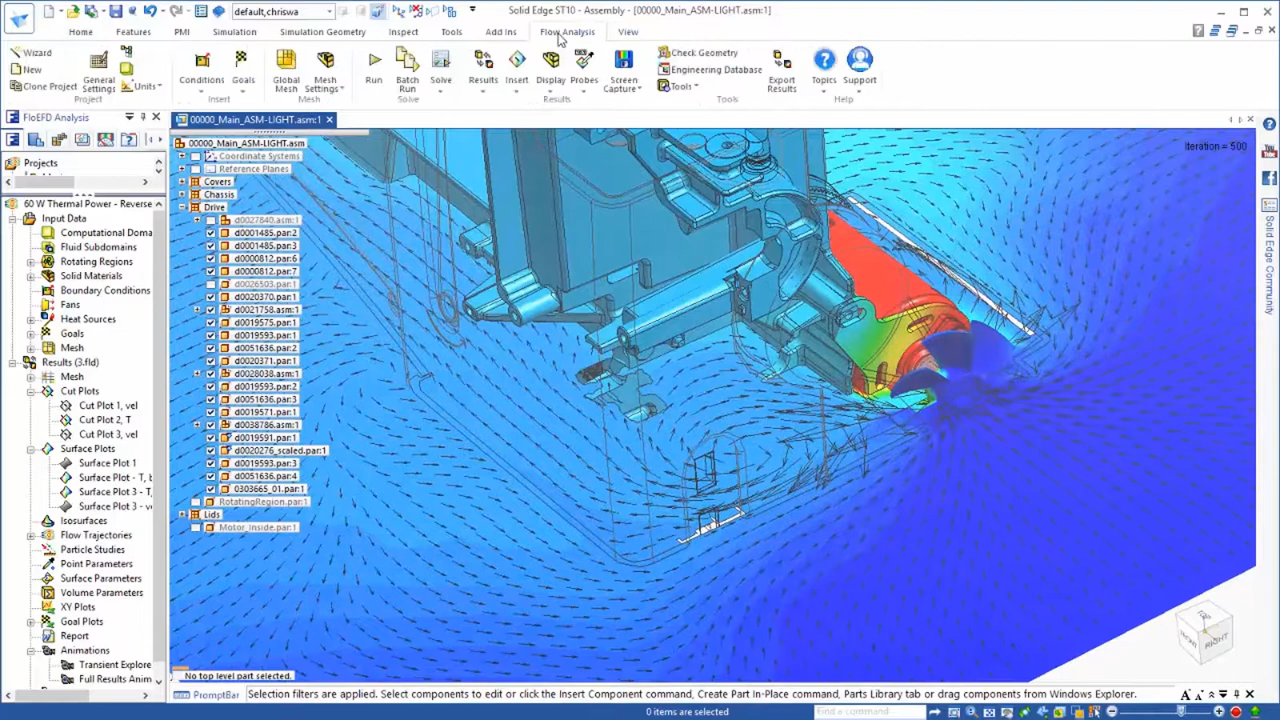 default,chriswa
Solid Edge ST10 - Assembly - [00000_Main_ASM-LIGHT.asm:1]
Home Features PMI Simulation Simulation Geometry Inspect Tools Add Ins Flow Analysis View
Wizard
New
Clone Project
General Settings
Units
Project
Conditions
Goals
Insert
Global Mesh
Mesh Settings
Mesh
Run
Batch Run
Solve
Solve
Results
Insert
Display
Probes
Screen Capture
Results
Check Geometry
Engineering Database
Tools
Export Results
Tools
Topics
Support
Help
FloEFD Analysis
00000_Main_ASM-LIGHT.asm:1
Projects
60 W Thermal Power - Reverse
Input Data
Computational Doma
Fluid Subdomains
Rotating Regions
Solid Materials
Boundary Conditions
Fans
Heat Sources
Goals
Mesh
Results (3.fld)
Mesh
Cut Plots
Cut Plot 1, vel
Cut Plot 2, T
Cut Plot 3, vel
Surface Plots
Surface Plot 1
Surface Plot - T, b
Surface Plot 3 - T,
Surface Plot 3 - v
Isosurfaces
Flow Trajectories
Particle Studies
Point Parameters
Surface Parameters
Volume Parameters
XY Plots
Goal Plots
Report
Animations
Transient Explore
Full Results Anim
00000_Main_ASM-LIGHT.asm
Coordinate Systems
Reference Planes
Covers
Chassis
Drive
d0027840.asm:1
d0001485.par:2
d0001485.par:3
d0000812.par:6
d0000812.par:7
d0026503.par:1
d0020370.par:1
d0021758.asm:1
d0019575.par:1
d0019593.par:1
d0051636.par:2
d0020371.par:1
d0028038.asm:1
d0019593.par:2
d0051636.par:3
d0019571.par:1
d0038786.asm:1
d0019591.par:1
d0020276_scaled.par:1
d0019593.par:3
d0051636.par:4
0303665_01.par:1
RotatingRegion.par:1
Lids
Motor_Inside.par:1
Iteration = 500
TOP
FRONT
RIGHT
You Tube
Solid Edge Community
No top level part selected.
PromptBar
Selection filters are applied. Select components to edit or click the Insert Component command, Create Part In-Place command, Parts Library tab or drag components from Windows Explorer.
0 items are selected
Find a command